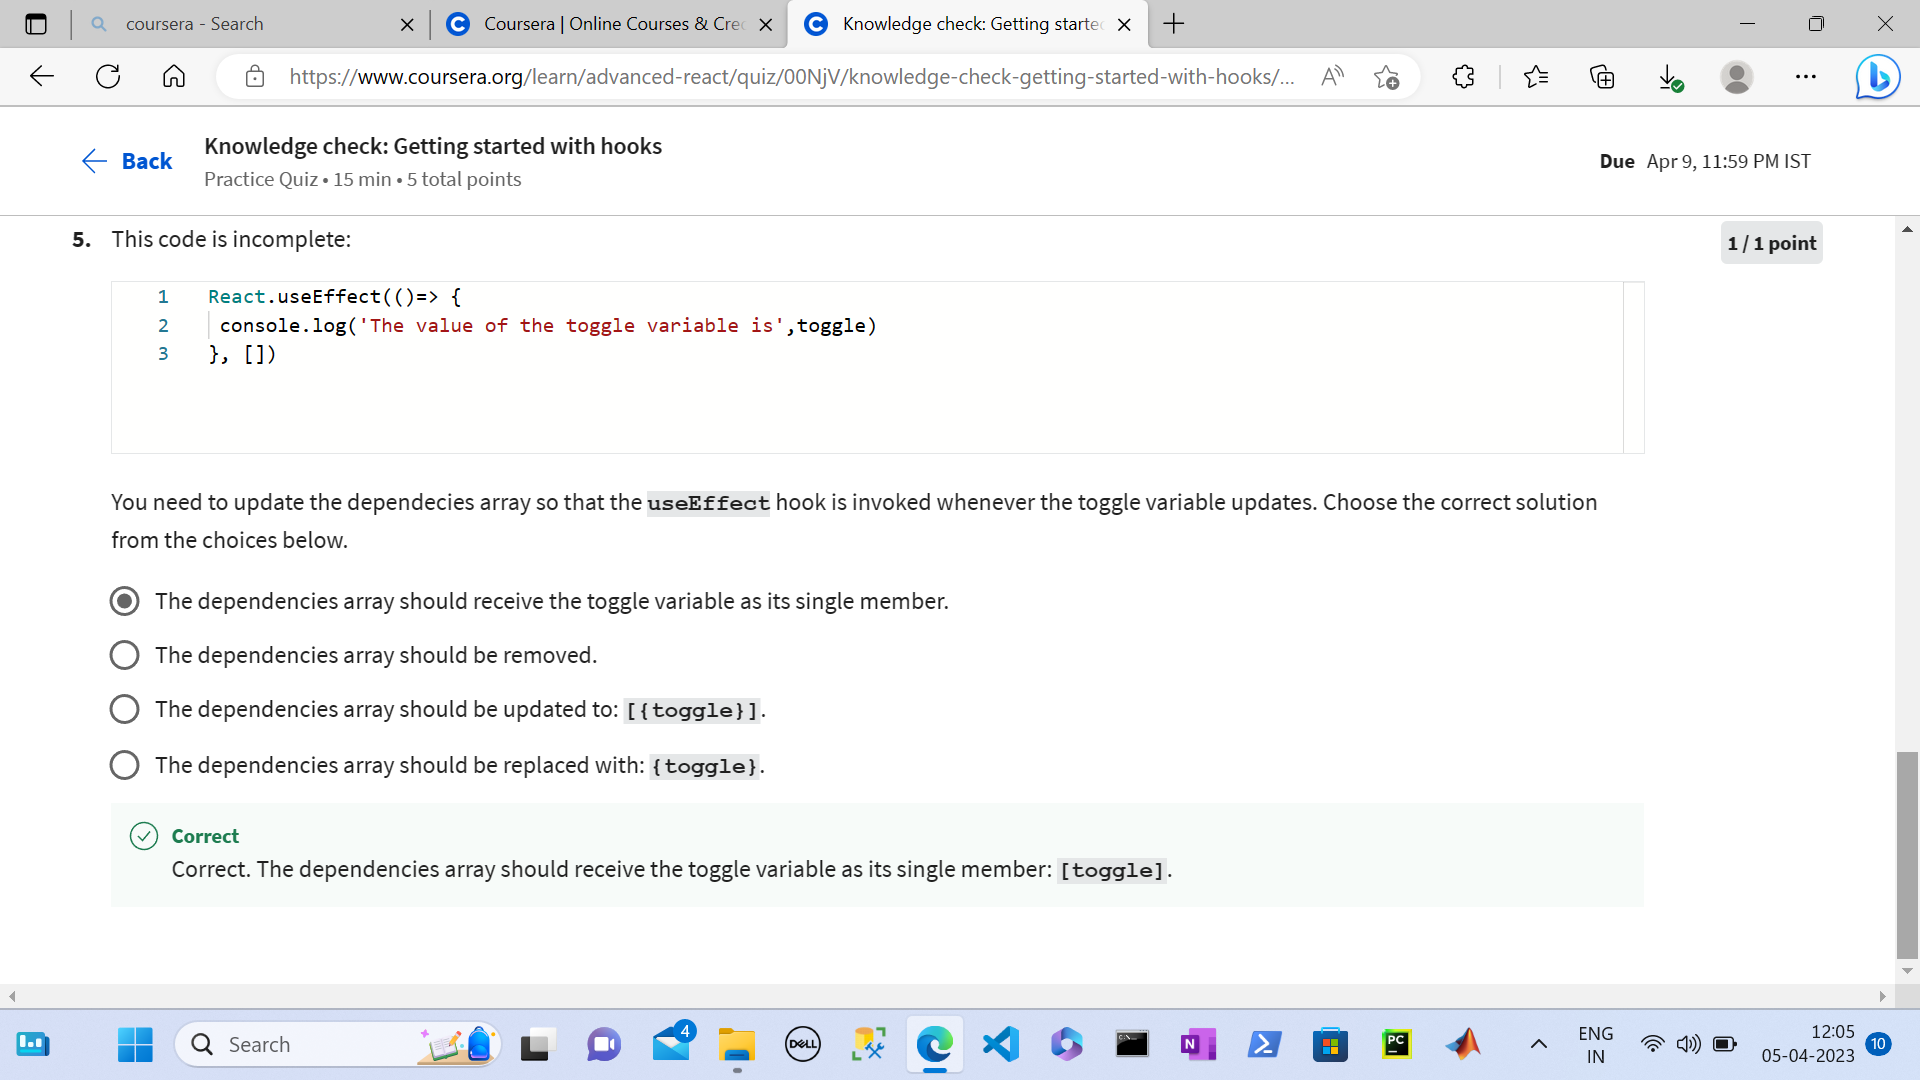 coursera - Search
Coursera | Online Courses & Cre
Knowledge check: Getting starte
https://www.coursera.org/learn/advanced-react/quiz/00NjV/knowledge-check-getting-started-with-hooks/...
Back
Knowledge check: Getting started with hooks
Practice Quiz • 15 min • 5 total points
Due Apr 9, 11:59 PM IST
5. This code is incomplete:
1 / 1 point
1 React.useEffect(()=> {
2 console.log('The value of the toggle variable is',toggle)
3 }, [])
You need to update the dependecies array so that the useEffect hook is invoked whenever the toggle variable updates. Choose the correct solution
from the choices below.
The dependencies array should receive the toggle variable as its single member.
The dependencies array should be removed.
The dependencies array should be updated to: [{toggle}].
The dependencies array should be replaced with: {toggle}.
Correct
Correct. The dependencies array should receive the toggle variable as its single member: [toggle].
Search
4
DELL
N
PC
ENG
IN
12:05
05-04-2023
10